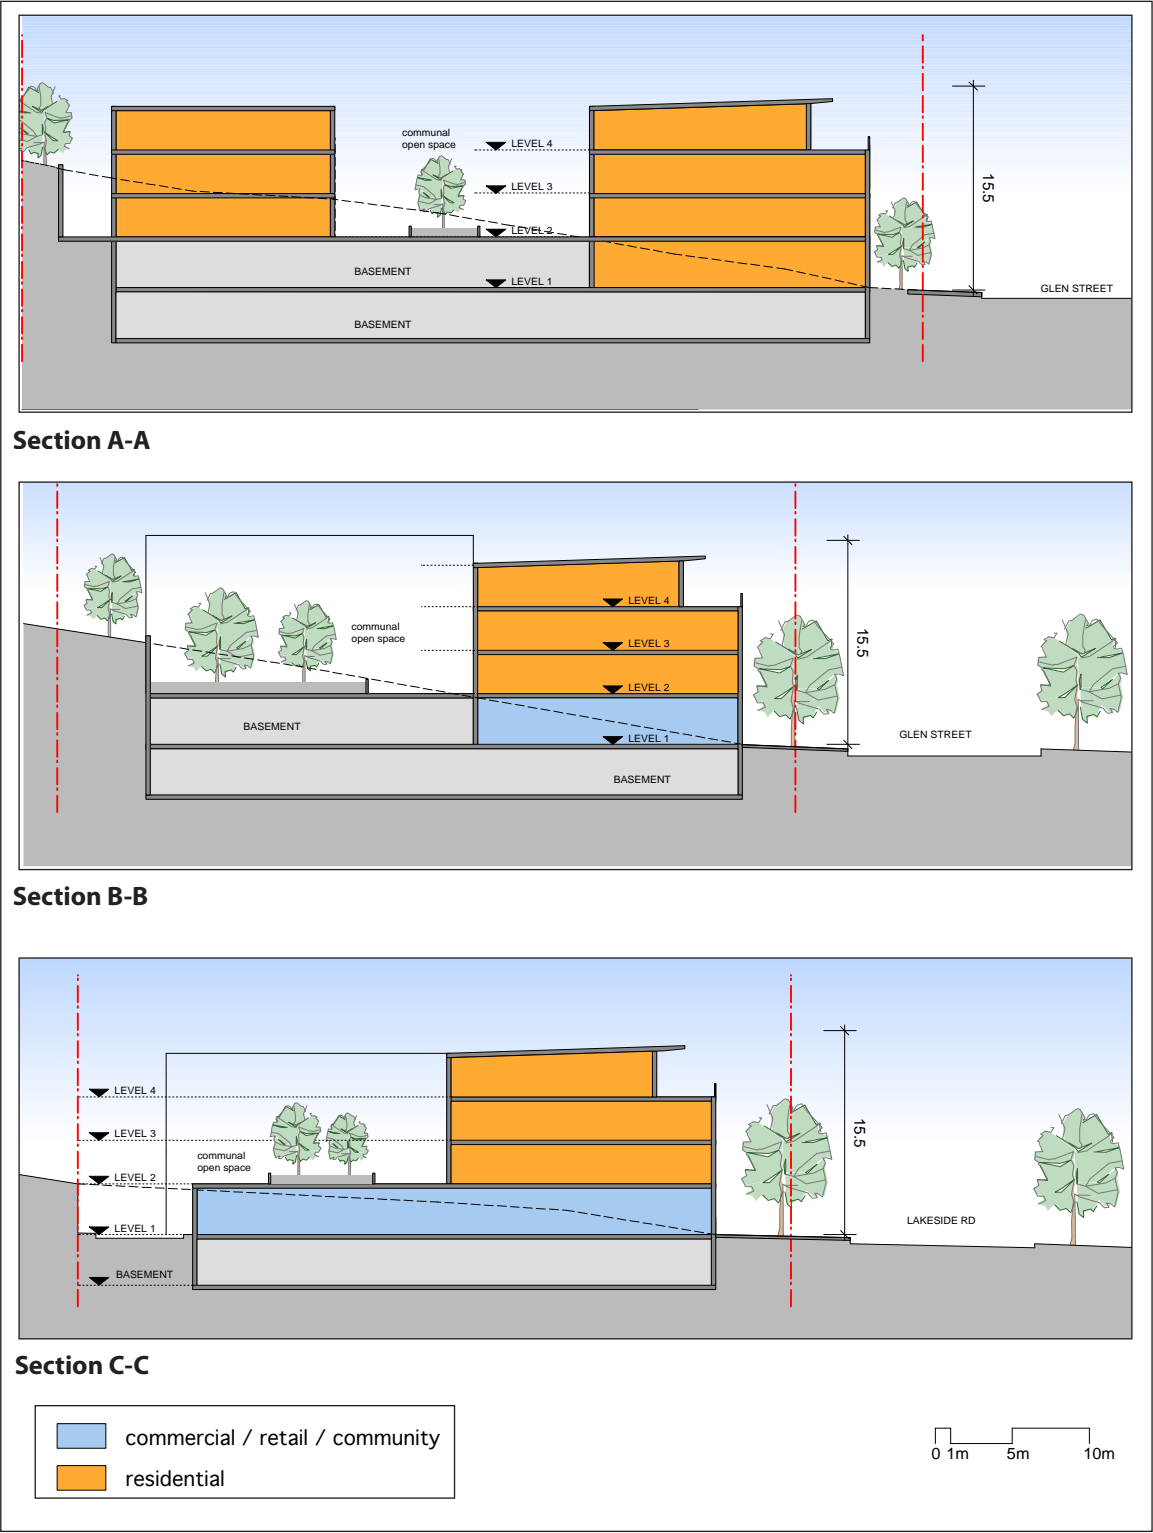 communal
open space
LEVEL 4
LEVEL 3
LEVEL 2
BASEMENT
LEVEL 1
BASEMENT
15.5
GLEN STREET
Section A-A
communal
open space
LEVEL 4
LEVEL 3
LEVEL 2
BASEMENT
LEVEL 1
BASEMENT
15.5
GLEN STREET
Section B-B
LEVEL 4
LEVEL 3
communal
open space
LEVEL 2
LEVEL 1
BASEMENT
15.5
LAKESIDE RD
Section C-C
commercial / retail / community
residential
0 1m 5m 10m